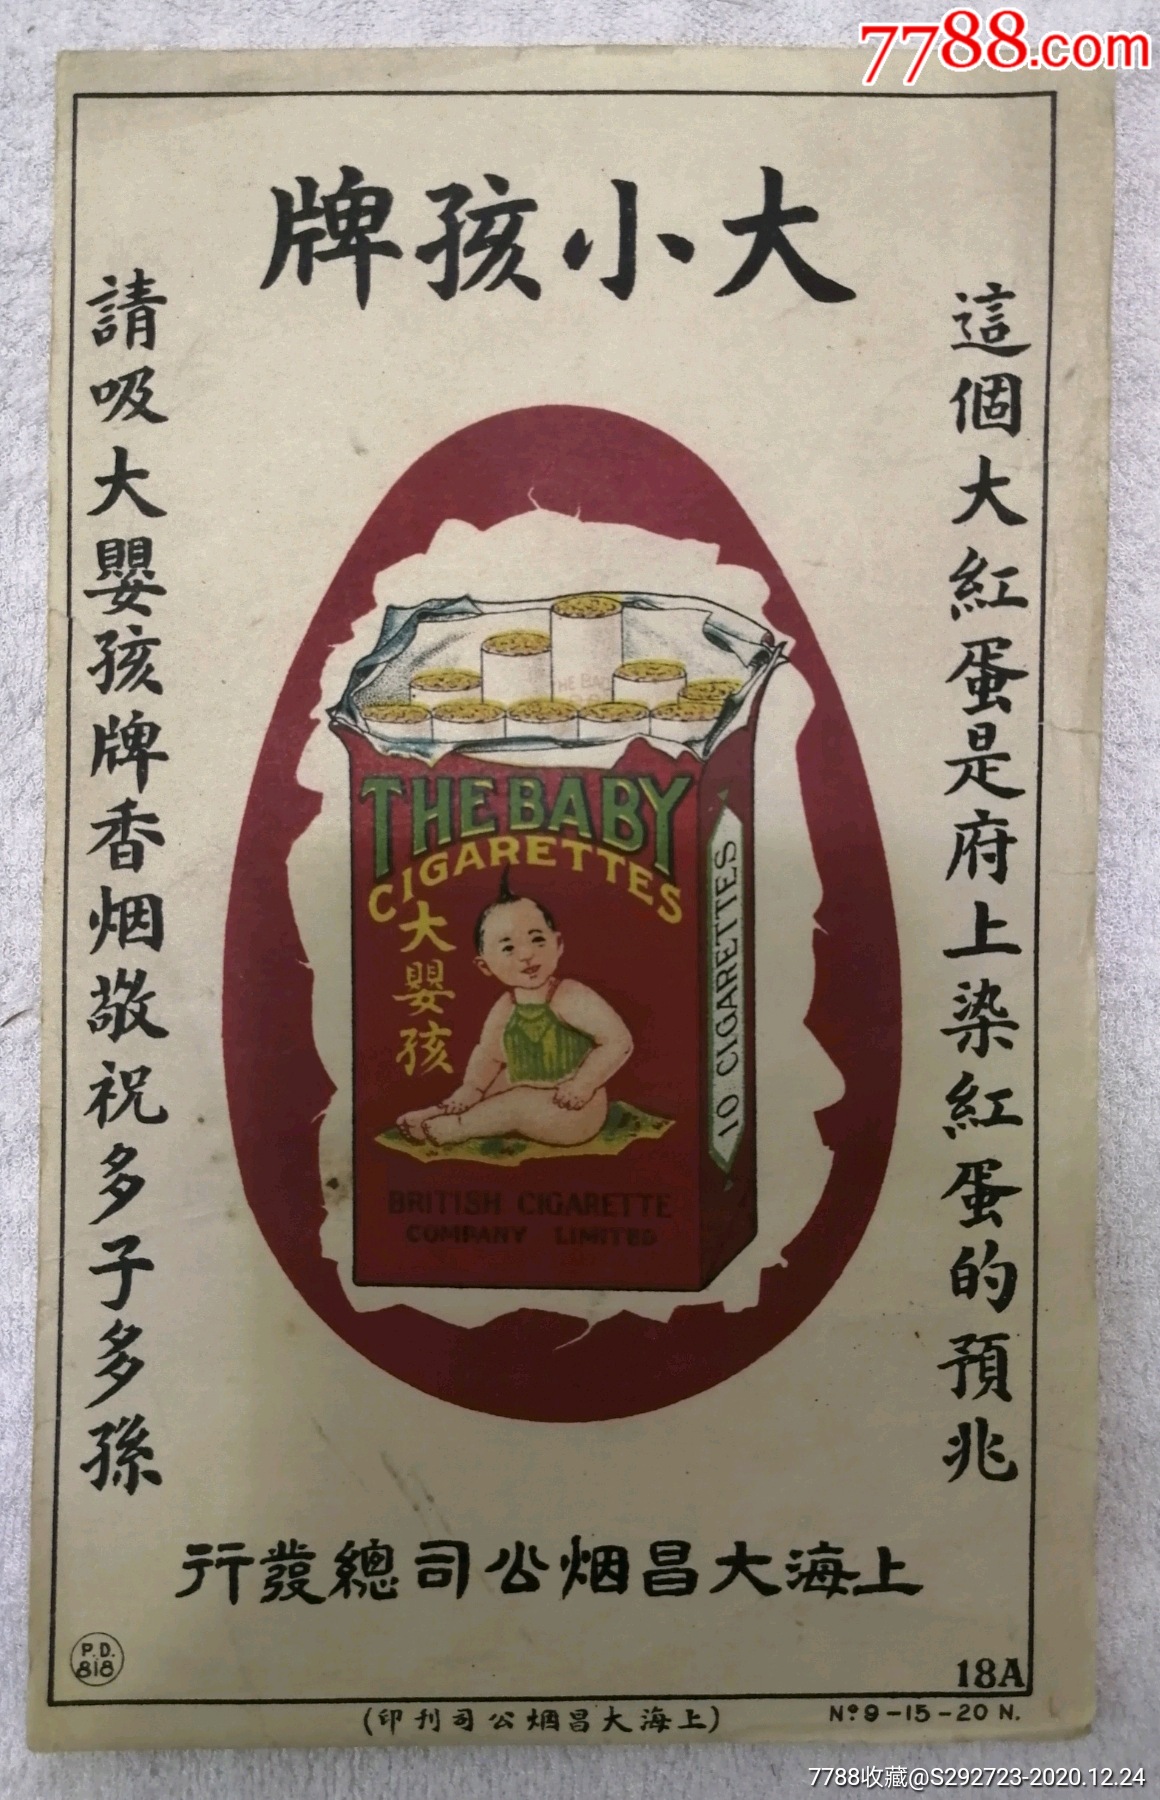 7788.com
大小孩牌
這個大紅蛋是府上染紅蛋的預兆
請吸大嬰孩牌香烟敬祝多子多孫
THE BABY
CIGARETTES
大嬰孩
10 CIGARETTES
BRITISH CIGARETTE
COMPANY LIMITED
上海大昌烟公司總發行
P.D.
818
18A
(上海大昌烟公司刊印)
Nº 9-15-20 N.
7788收藏@S292723-2020.12.24